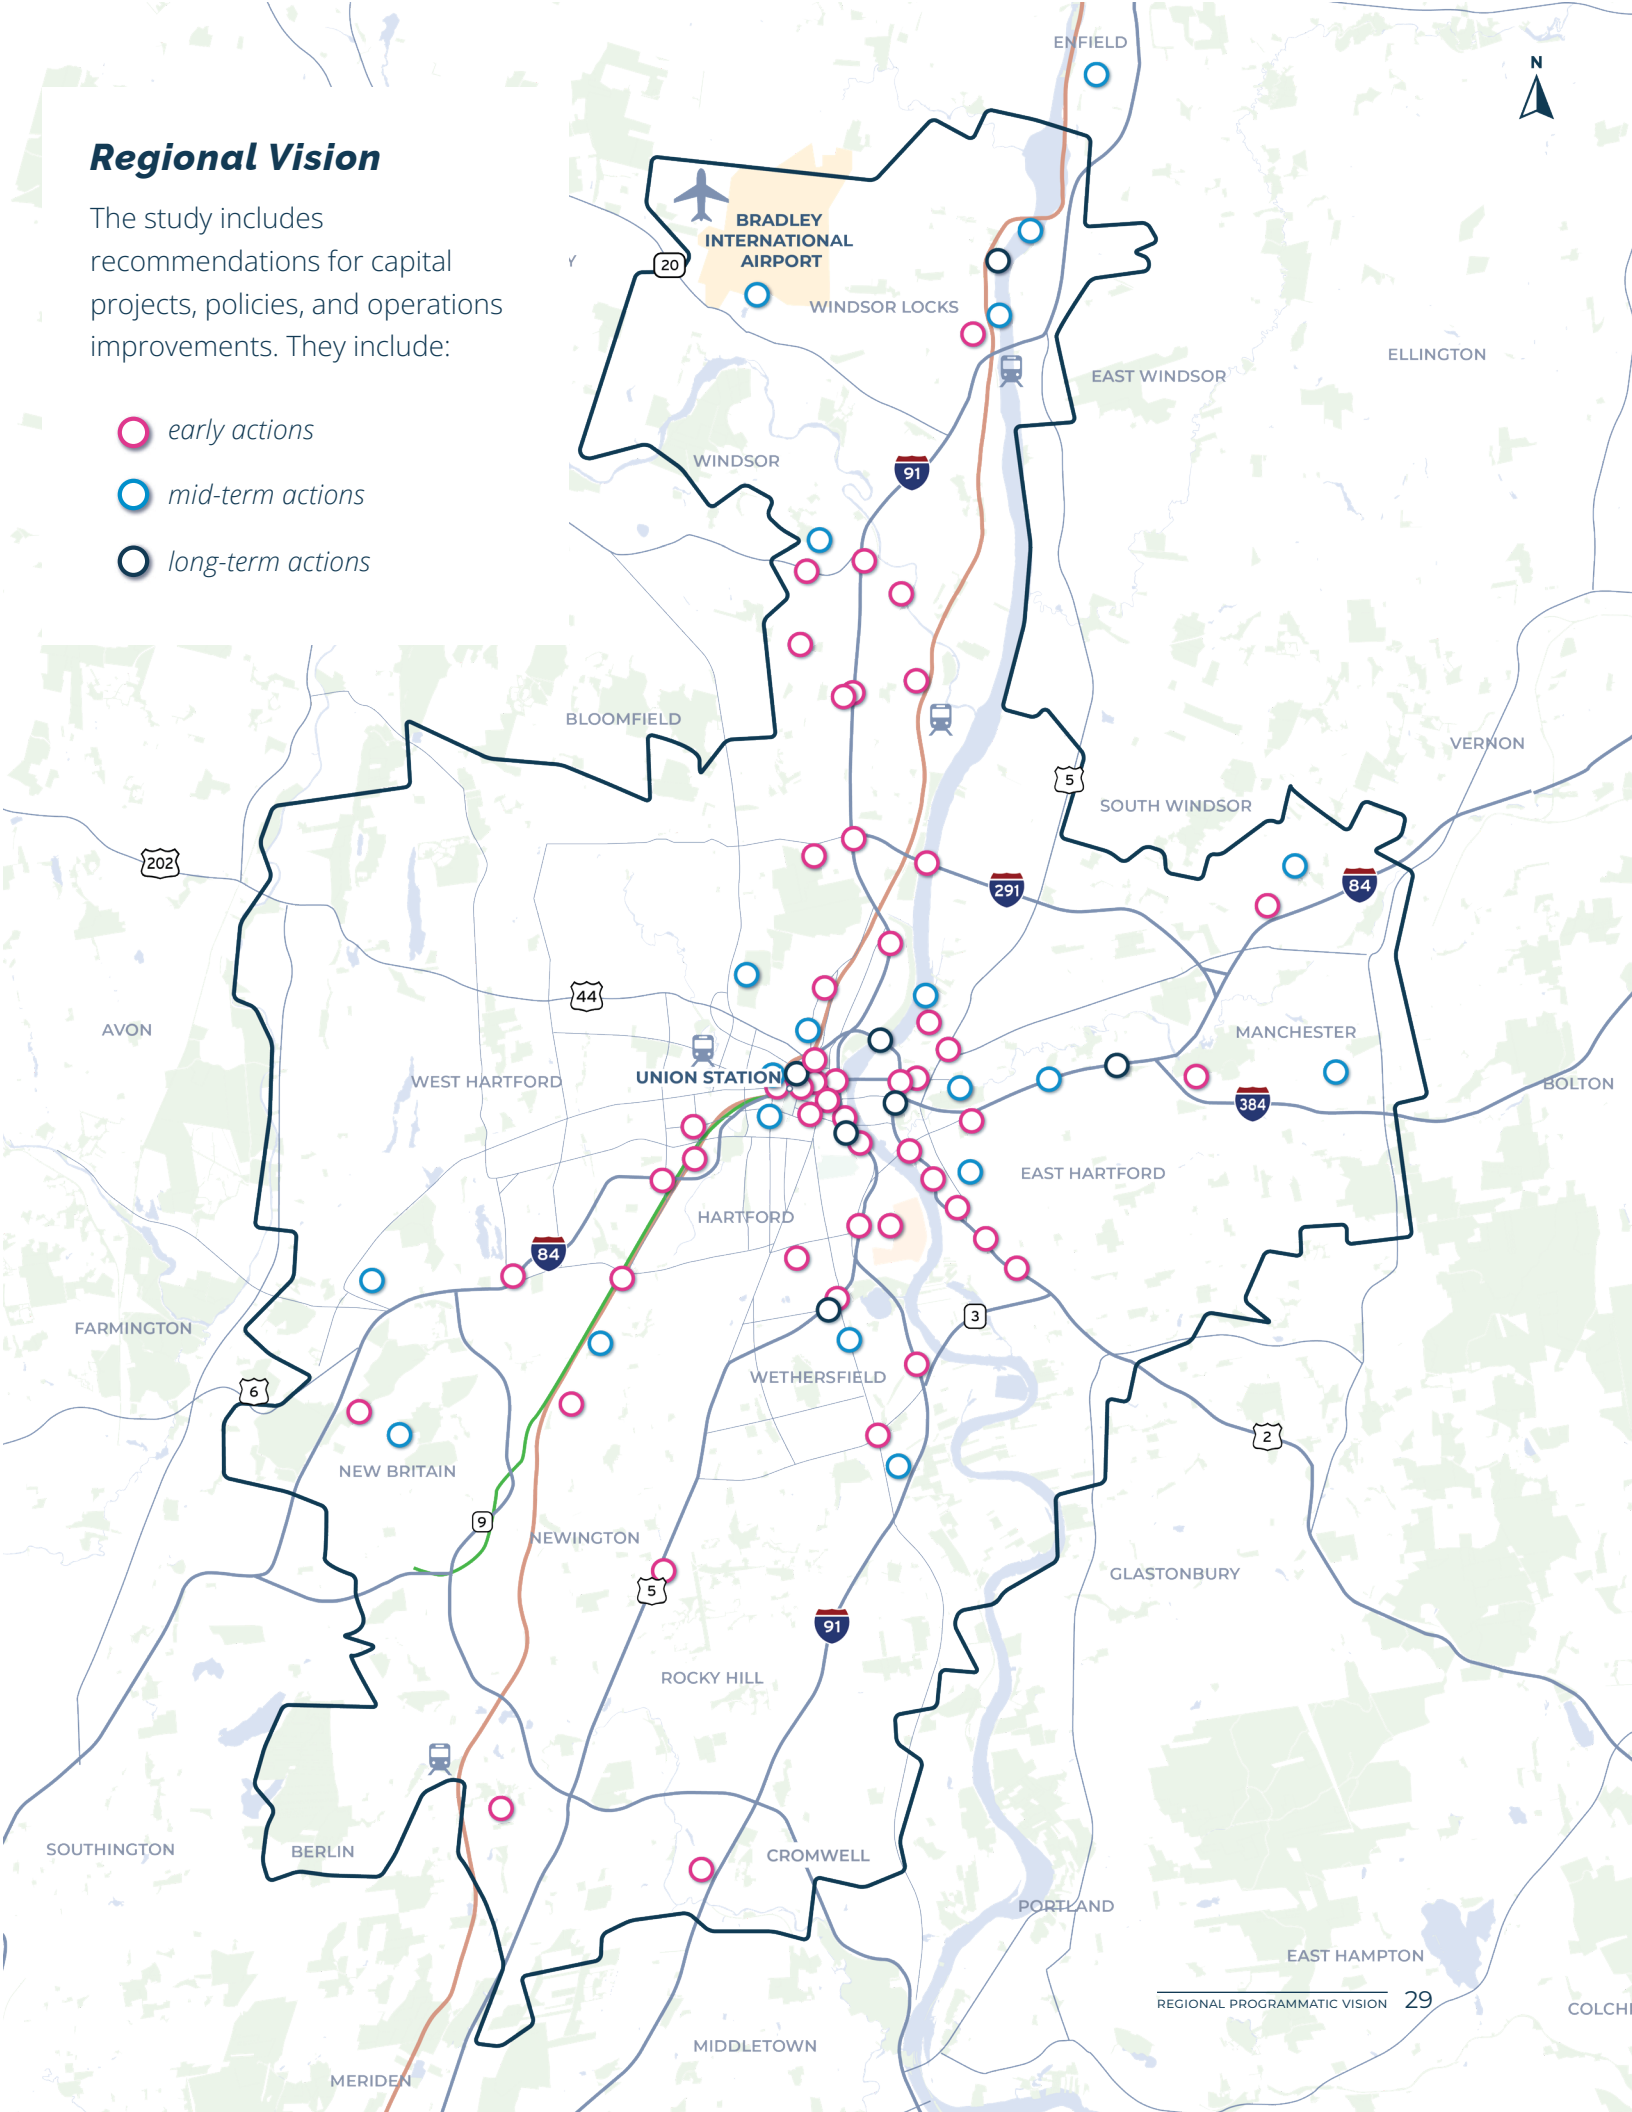 ENFIELD
N
Regional Vision
The study includes
recommendations for capital
projects, policies, and operations
improvements. They include:
early actions
mid-term actions
long-term actions
BRADLEY
INTERNATIONAL
AIRPORT
20
Y
WINDSOR LOCKS
ELLINGTON
EAST WINDSOR
WINDSOR
91
BLOOMFIELD
VERNON
5
SOUTH WINDSOR
202
84
291
44
AVON
MANCHESTER
UNION STATION
WEST HARTFORD
BOLTON
384
EAST HARTFORD
HARTFORD
84
3
FARMINGTON
WETHERSFIELD
6
2
NEW BRITAIN
9
NEWINGTON
GLASTONBURY
5
91
ROCKY HILL
SOUTHINGTON
BERLIN
CROMWELL
PORTLAND
EAST HAMPTON
REGIONAL PROGRAMMATIC VISION 29
COLCH
MIDDLETOWN
MERIDEN